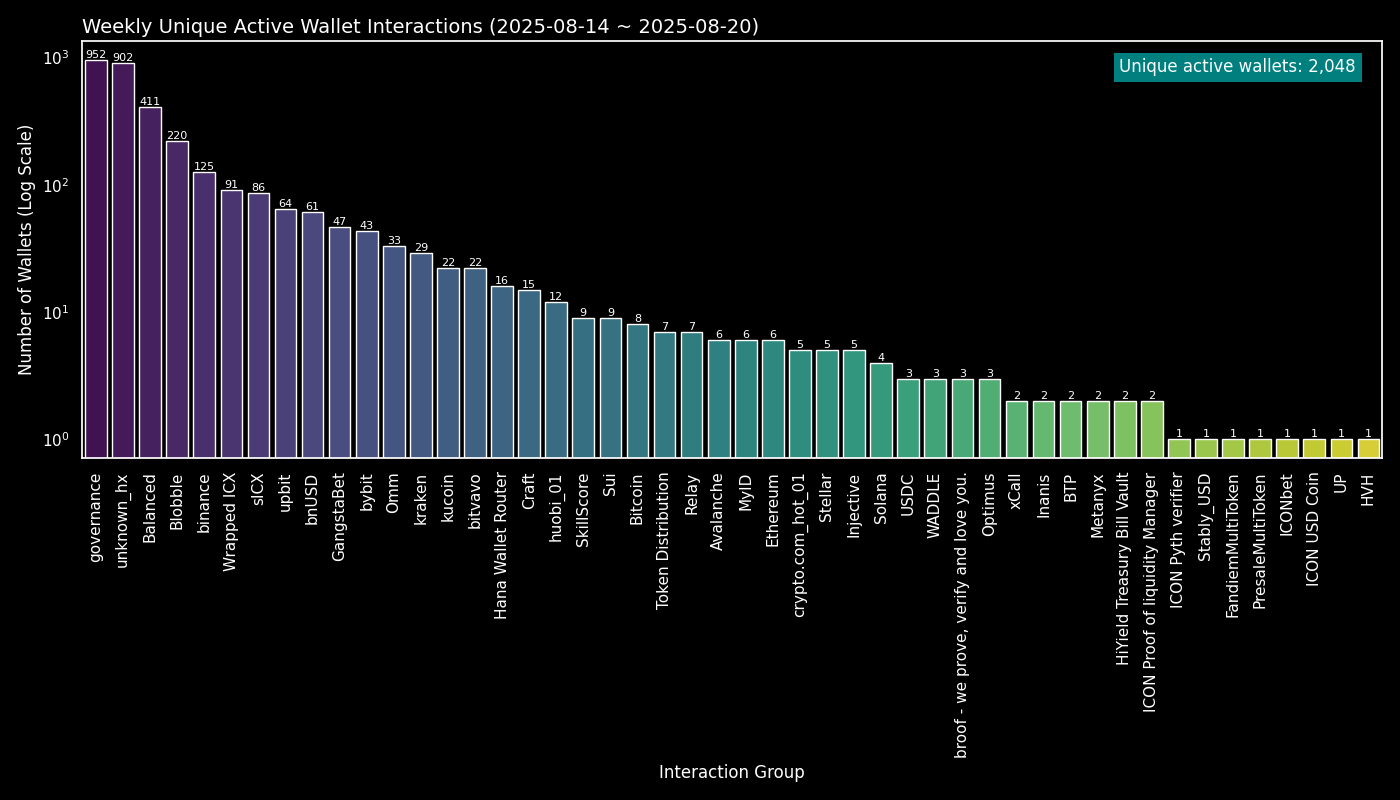 Weekly Unique Active Wallet Interactions (2025-08-14 ~ 2025-08-20)
Unique active wallets: 2,048
Number of Wallets (Log Scale)
10³
10²
10¹
10⁰
952
902
411
220
125
91
86
64
61
47
43
33
29
22
22
16
15
12
9
9
8
7
7
6
6
6
5
5
5
4
3
3
3
3
2
2
2
2
2
2
1
1
1
1
1
1
1
1
governance
unknown_hx
Balanced
Blobble
binance
Wrapped ICX
sICX
upbit
bnUSD
GangstaBet
bybit
Omm
kraken
kucoin
bitvavo
Hana Wallet Router
Craft
huobi_01
SkillScore
Sui
Bitcoin
Token Distribution
Relay
Avalanche
MyID
Ethereum
crypto.com_hot_01
Stellar
Injective
Solana
USDC
WADDLE
broof - we prove, verify and love you.
Optimus
xCall
Inanis
BTP
Metanyx
HiYield Treasury Bill Vault
ICON Proof of liquidity Manager
ICON Pyth verifier
Stably_USD
FandiemMultiToken
PresaleMultiToken
ICONbet
ICON USD Coin
UP
HVH
Interaction Group